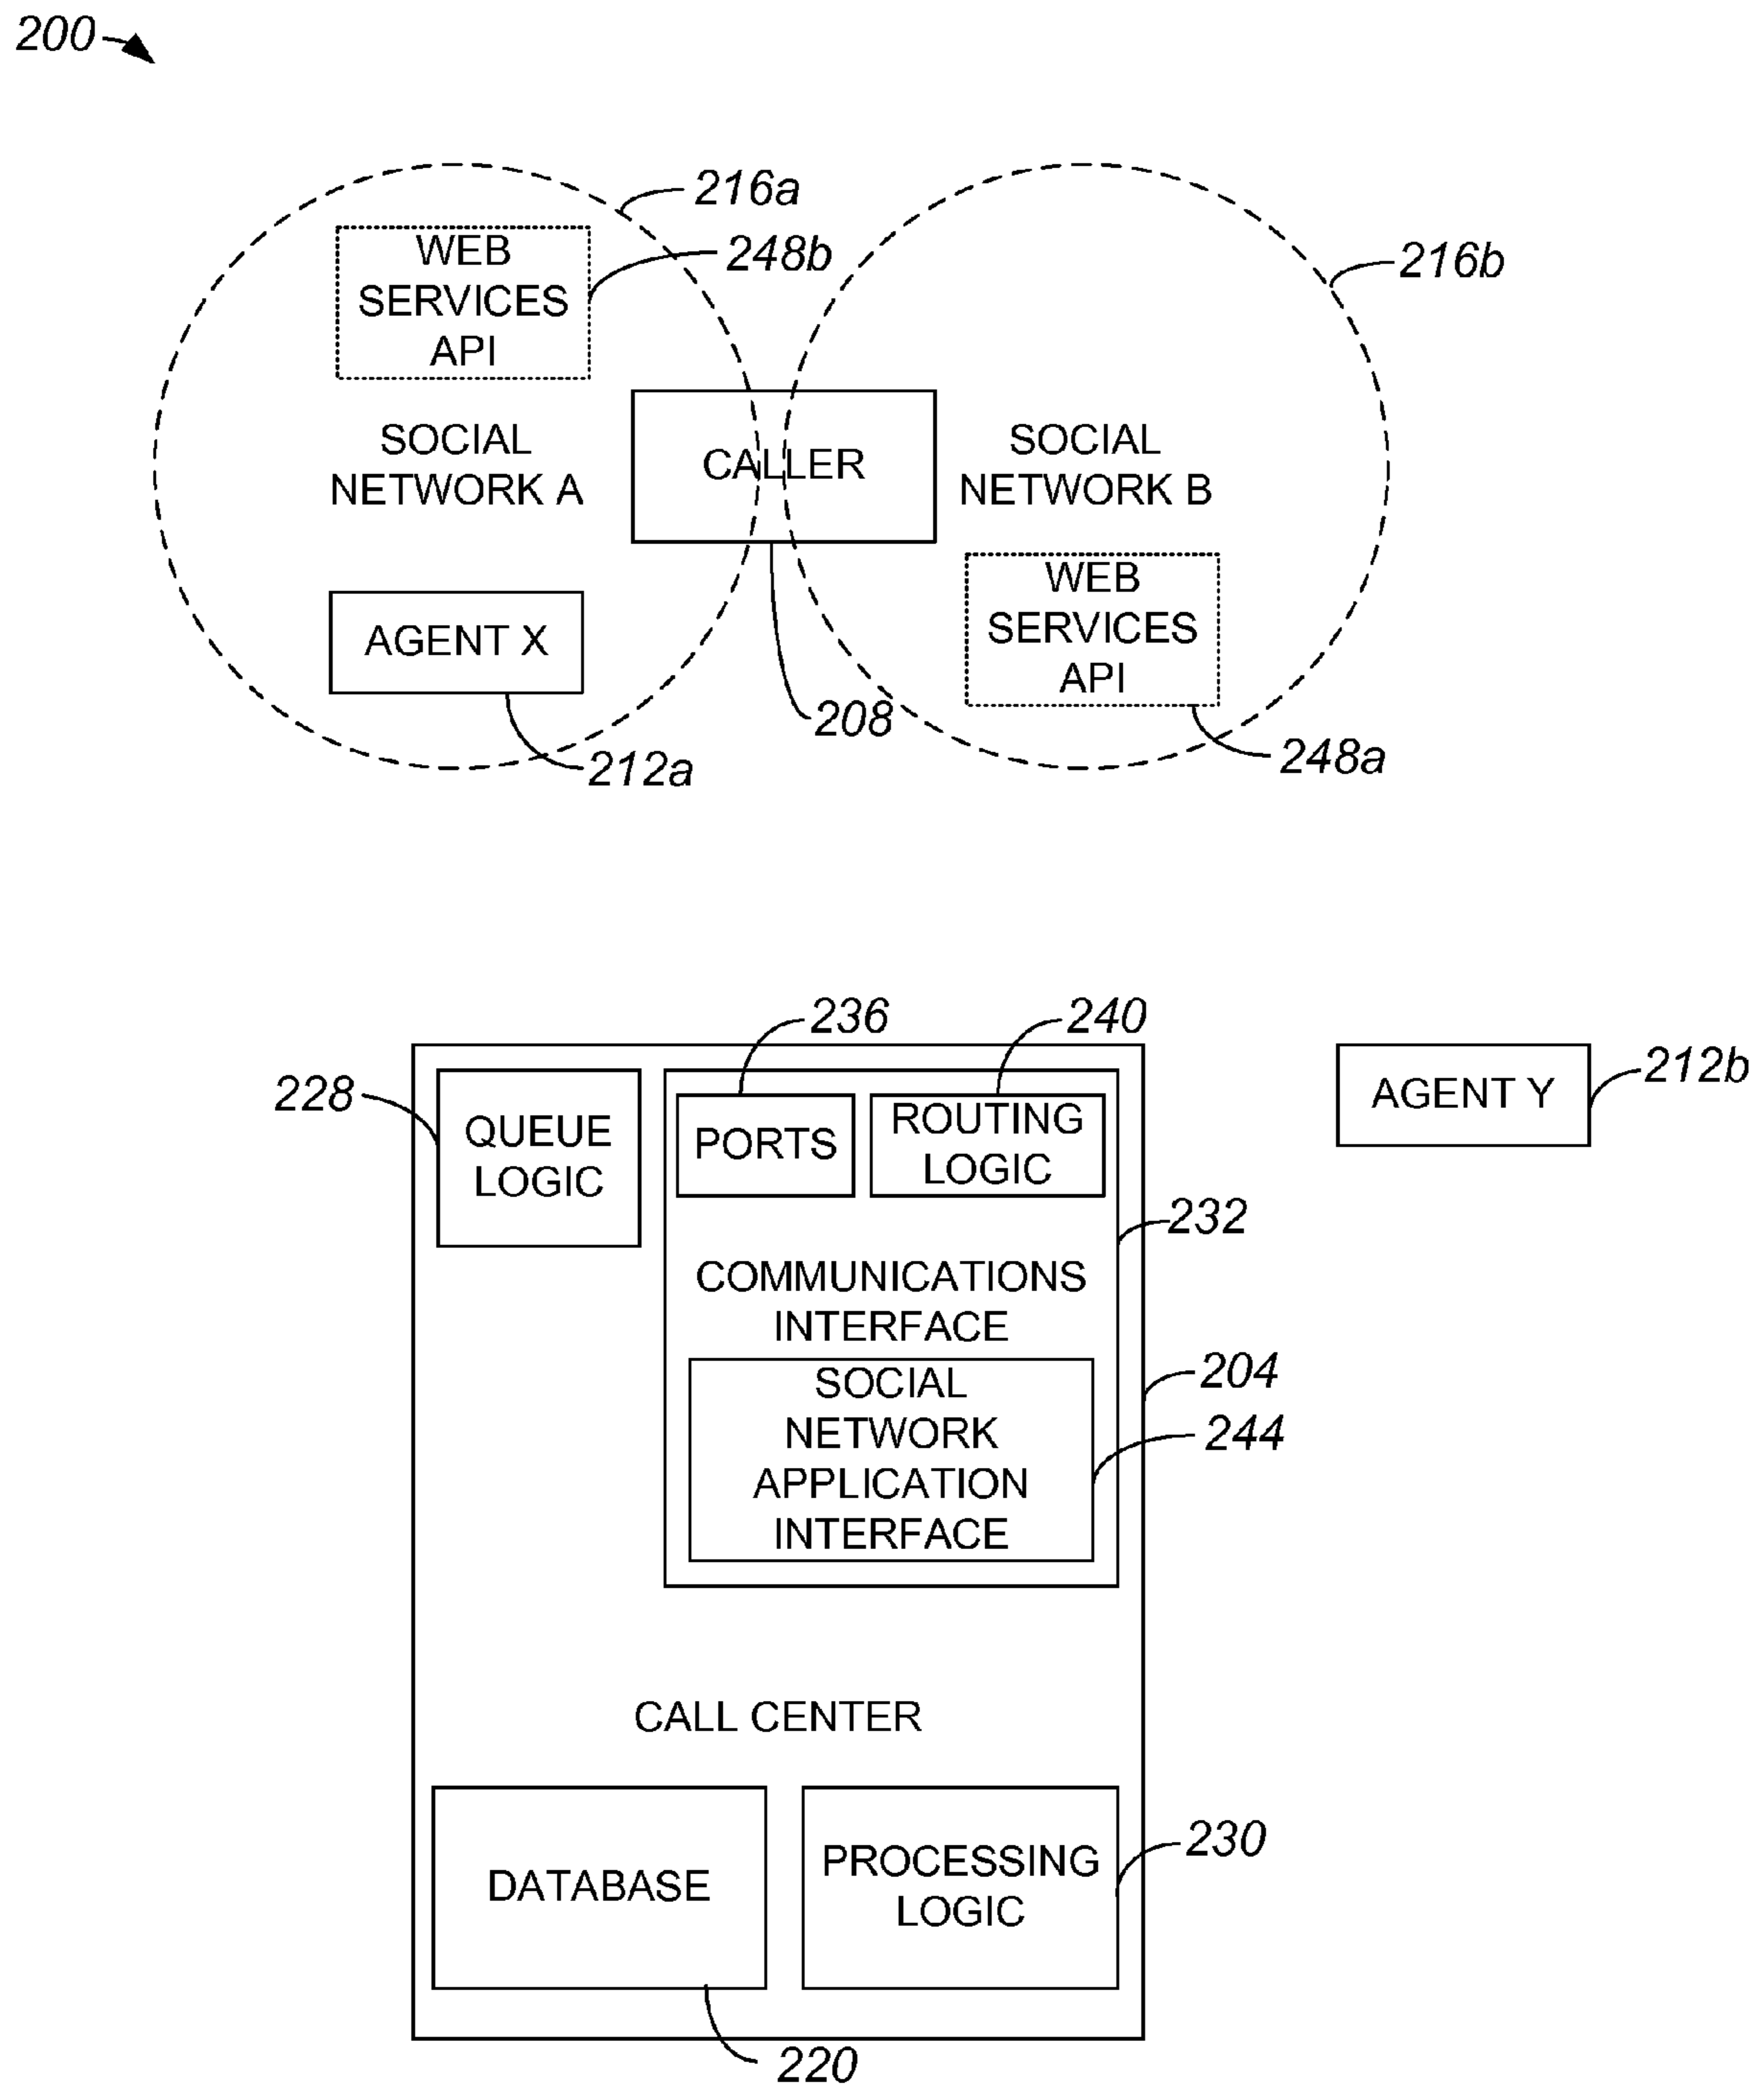 200
216a
WEB
SERVICES
API
248b
216b
SOCIAL
NETWORK A
CALLER
SOCIAL
NETWORK B
WEB
SERVICES
API
AGENT X
208
212a
248a
236
240
228
QUEUE
LOGIC
PORTS
ROUTING
LOGIC
AGENT Y
212b
232
COMMUNICATIONS
INTERFACE
204
SOCIAL
NETWORK
APPLICATION
INTERFACE
244
CALL CENTER
DATABASE
PROCESSING
LOGIC
230
220